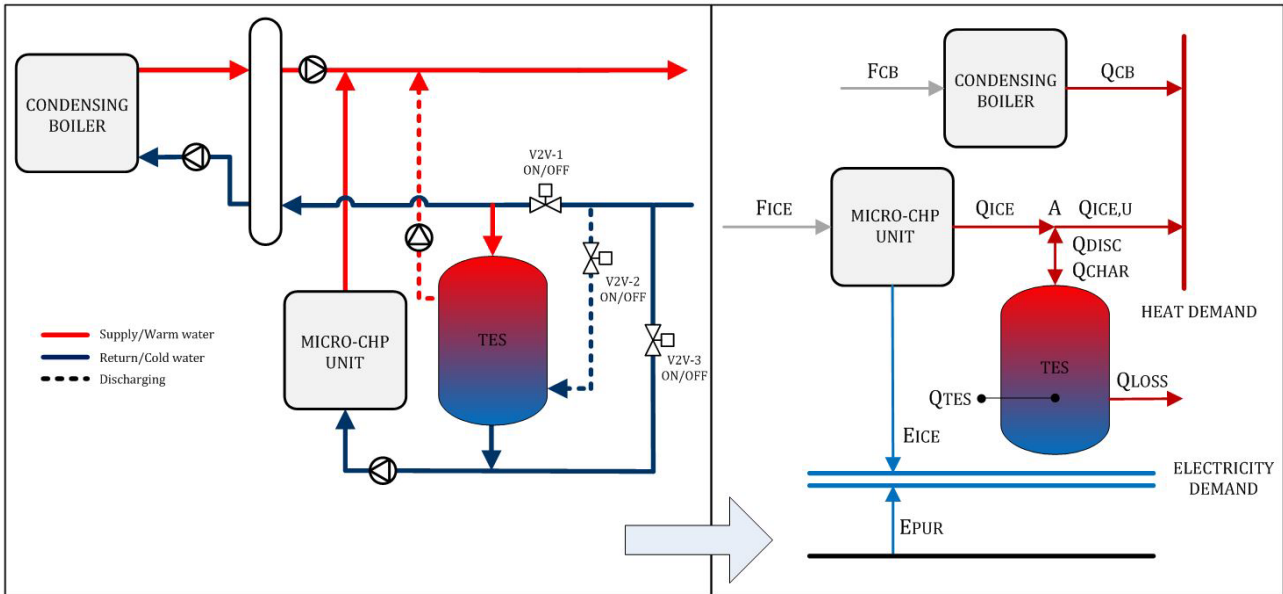 CONDENSING
BOILER
V2V-1
ON/OFF
V2V-2
ON/OFF
V2V-3
ON/OFF
MICRO-CHP
UNIT
TES
Supply/Warm water
Return/Cold water
Discharging
FCB
CONDENSING
BOILER
QCB
FICE
MICRO-CHP
UNIT
QICE
A
QICE,U
QDISC
QCHAR
HEAT DEMAND
TES
QTES
QLOSS
EICE
ELECTRICITY
DEMAND
EPUR